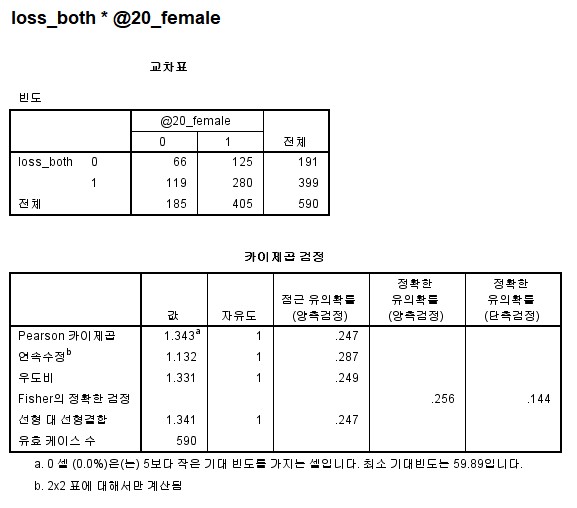 loss_both * @20_female
교차표
빈도
@20_female
0 1 전체
loss_both 0 66 125 191
1 119 280 399
전체 185 405 590
카이제곱 검정
값 자유도 점근 유의확률 (양측검정) 정확한 유의확률 (양측검정) 정확한 유의확률 (단측검정)
Pearson 카이제곱 1.343a 1 .247
연속수정b 1.132 1 .287
우도비 1.331 1 .249
Fisher의 정확한 검정 .256 .144
선형 대 선형결합 1.341 1 .247
유효 케이스 수 590
a. 0 셀 (0.0%)은(는) 5보다 작은 기대 빈도를 가지는 셀입니다. 최소 기대빈도는 59.89입니다.
b. 2x2 표에 대해서만 계산됨